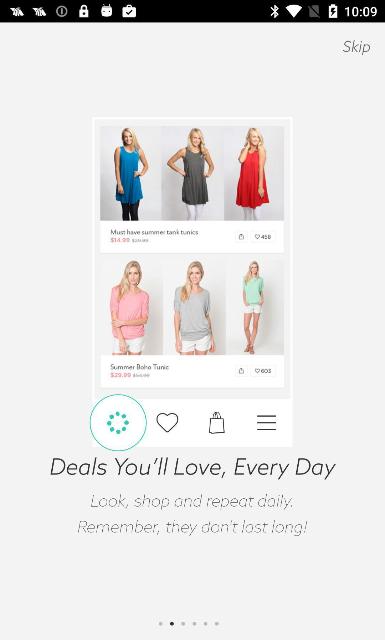 10:09
Skip
Must have summer tank tunics
$14.99 $29.99
458
Summer Boho Tunic
$29.99 $54.99
603
Deals You'll Love, Every Day
Look, shop and repeat daily.
Remember, they don't last long!